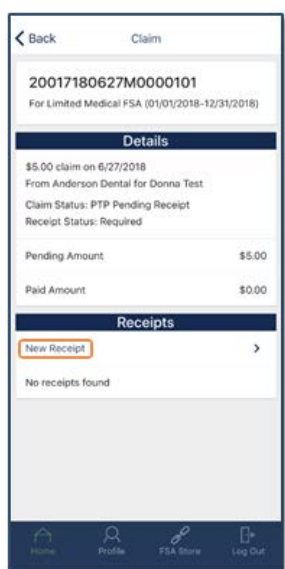 Back Claim
20017180627M0000101
For Limited Medical FSA (01/01/2018-12/31/2018)
Details
$5.00 claim on 6/27/2018
From Anderson Dental for Donna Test
Claim Status: PTP Pending Receipt
Receipt Status: Required
Pending Amount $5.00
Paid Amount $0.00
Receipts
New Receipt
No receipts found
Home Profile FSA Store Log Out